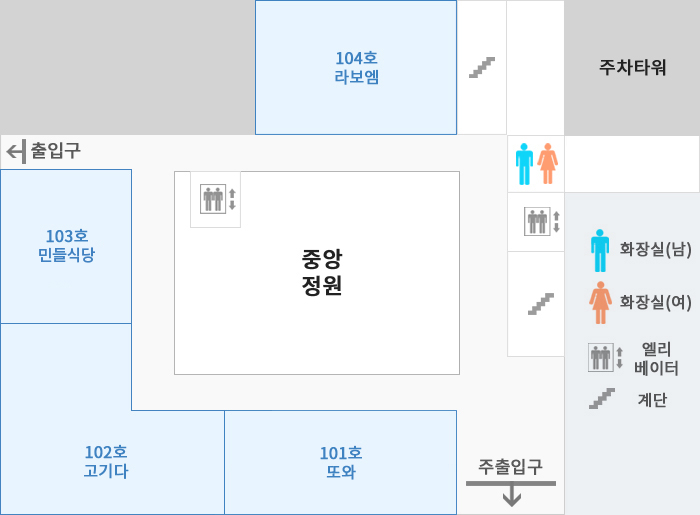 104호
라보엠
주차타워
출입구
103호
민들식당
중앙
정원
화장실(남)
화장실(여)
엘리
베이터
계단
102호
고기다
101호
또와
주출입구